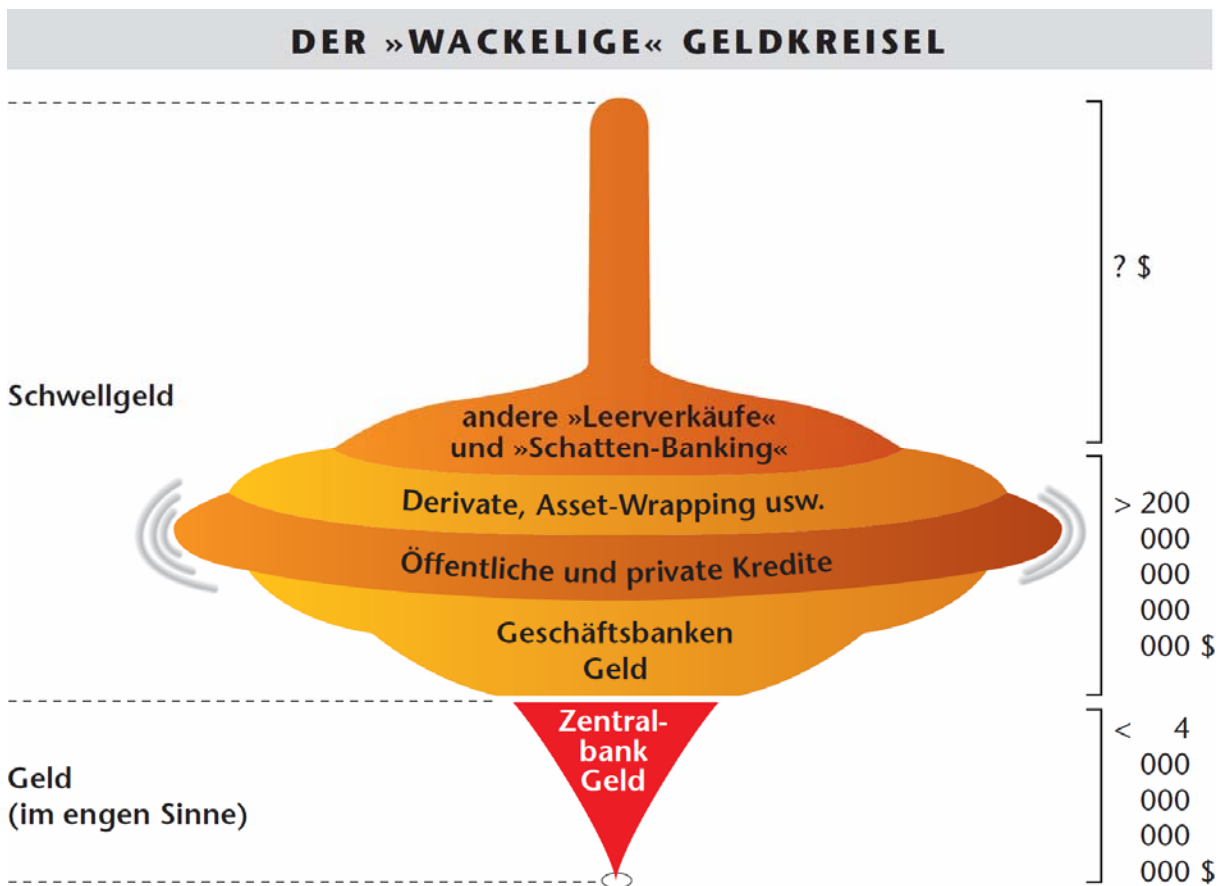 DER »WACKELIGE« GELDKREISEL
? $
Schwellgeld
andere »Leerverkäufe«
und »Schatten-Banking«
Derivate, Asset-Wrapping usw.
Öffentliche und private Kredite
Geschäftsbanken
Geld
> 200
000
000
000
000 $
Zentral-
bank
Geld
Geld
(im engen Sinne)
< 4
000
000
000
000 $